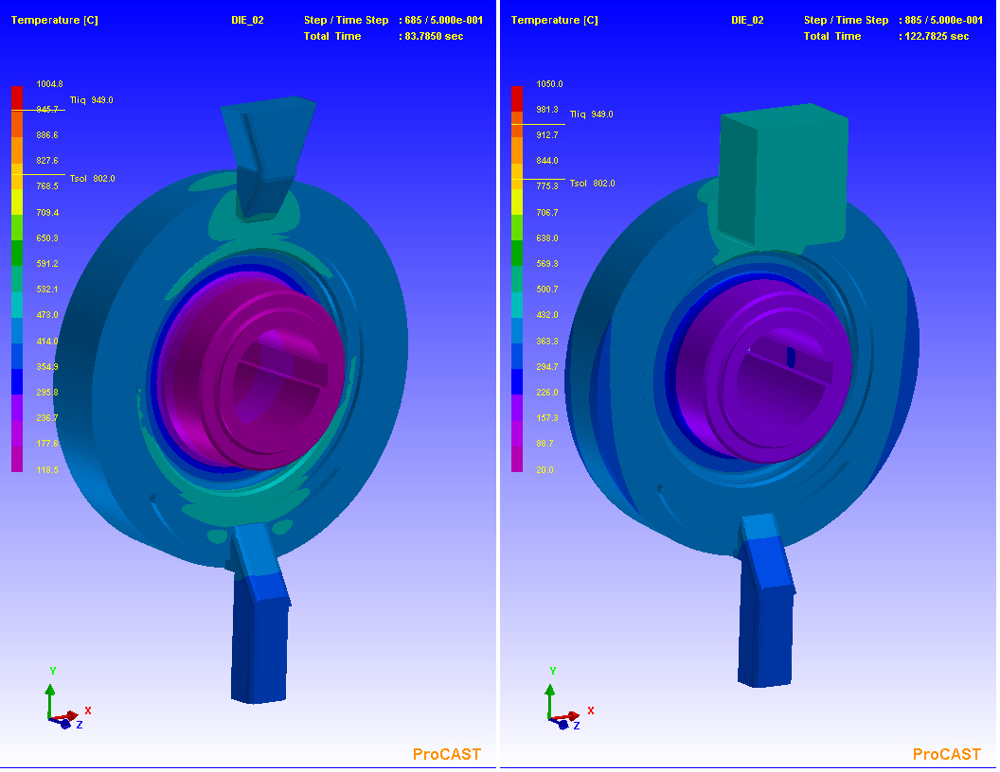 Temperature [C]
DIE_02
Step / Time Step : 685 / 5.000e-001
Total Time : 83.7850 sec
1004.8
945.7
886.6
827.6
768.5
709.4
650.3
591.2
532.1
473.0
414.0
354.9
295.8
236.7
177.6
118.5
Tliq 949.0
Tsol 802.0
Y
X
Z
ProCAST
Temperature [C]
DIE_02
Step / Time Step : 885 / 5.000e-001
Total Time : 122.7825 sec
1050.0
981.3
912.7
844.0
775.3
706.7
638.0
569.3
500.7
432.0
363.3
294.7
226.0
157.3
88.7
20.0
Tliq 949.0
Tsol 802.0
Y
X
Z
ProCAST